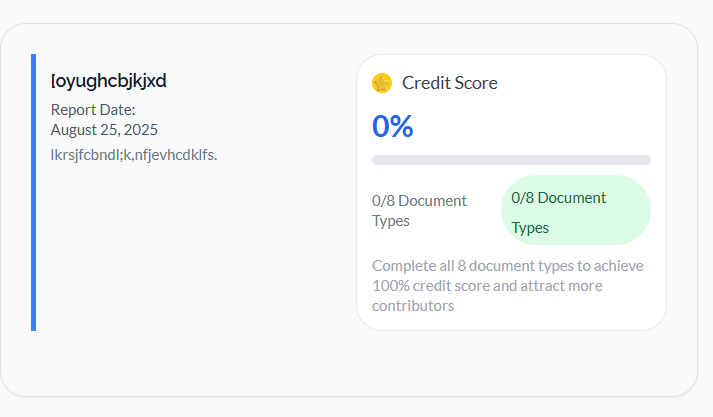 [oyughcbjkjxd
Report Date:
August 25, 2025
lkrsjfcbndl;k,nfjevhcdklfs.
Credit Score
0%
0/8 Document
Types
0/8 Document
Types
Complete all 8 document types to achieve
100% credit score and attract more
contributors